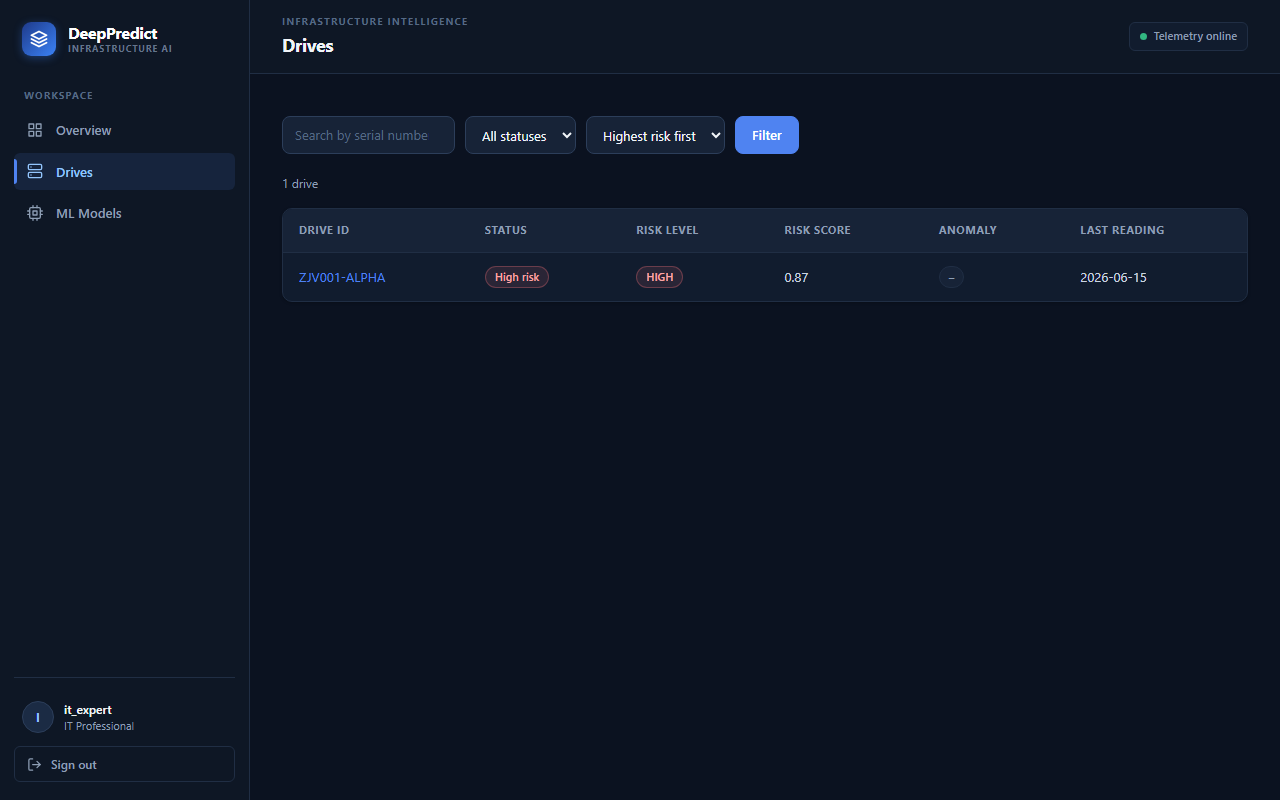 DeepPredict
INFRASTRUCTURE AI
WORKSPACE
Overview
Drives
ML Models
it_expert
I
IT Professional
Sign out
INFRASTRUCTURE INTELLIGENCE
Drives
Telemetry online
Search by serial numbe
All statuses
Highest risk first
Filter
1 drive
DRIVE ID STATUS RISK LEVEL RISK SCORE ANOMALY LAST READING
ZJV001-ALPHA High risk HIGH 0.87 – 2026-06-15